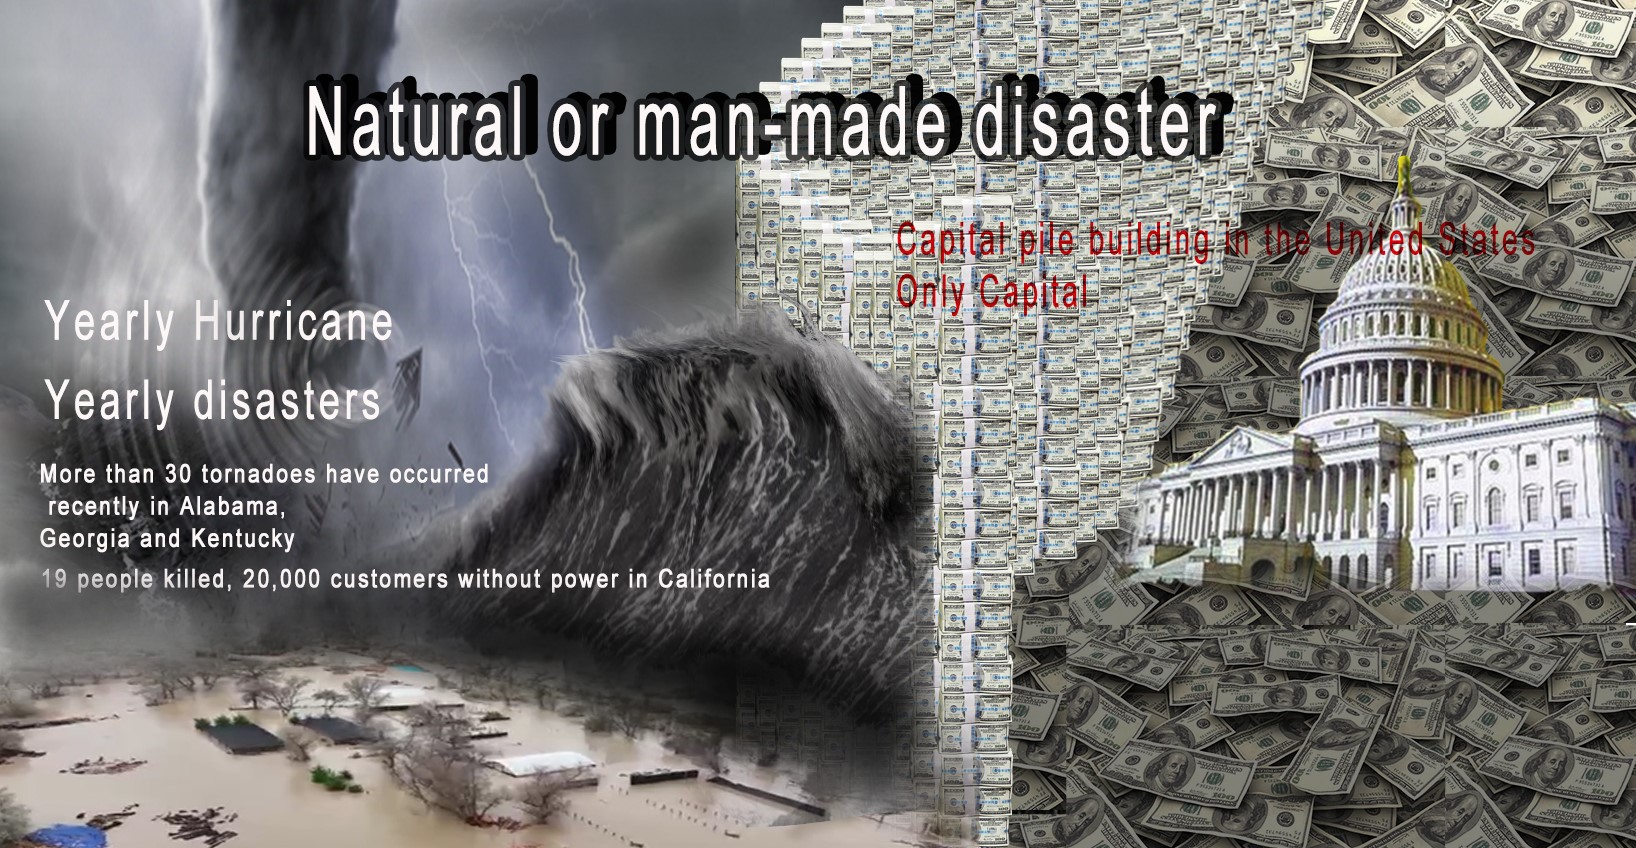 Natural or man-made disaster
Capital pile building in the United States
Only Capital
Yearly Hurricane
Yearly disasters
More than 30 tornadoes have occurred
recently in Alabama,
Georgia and Kentucky
19 people killed, 20,000 customers without power in California